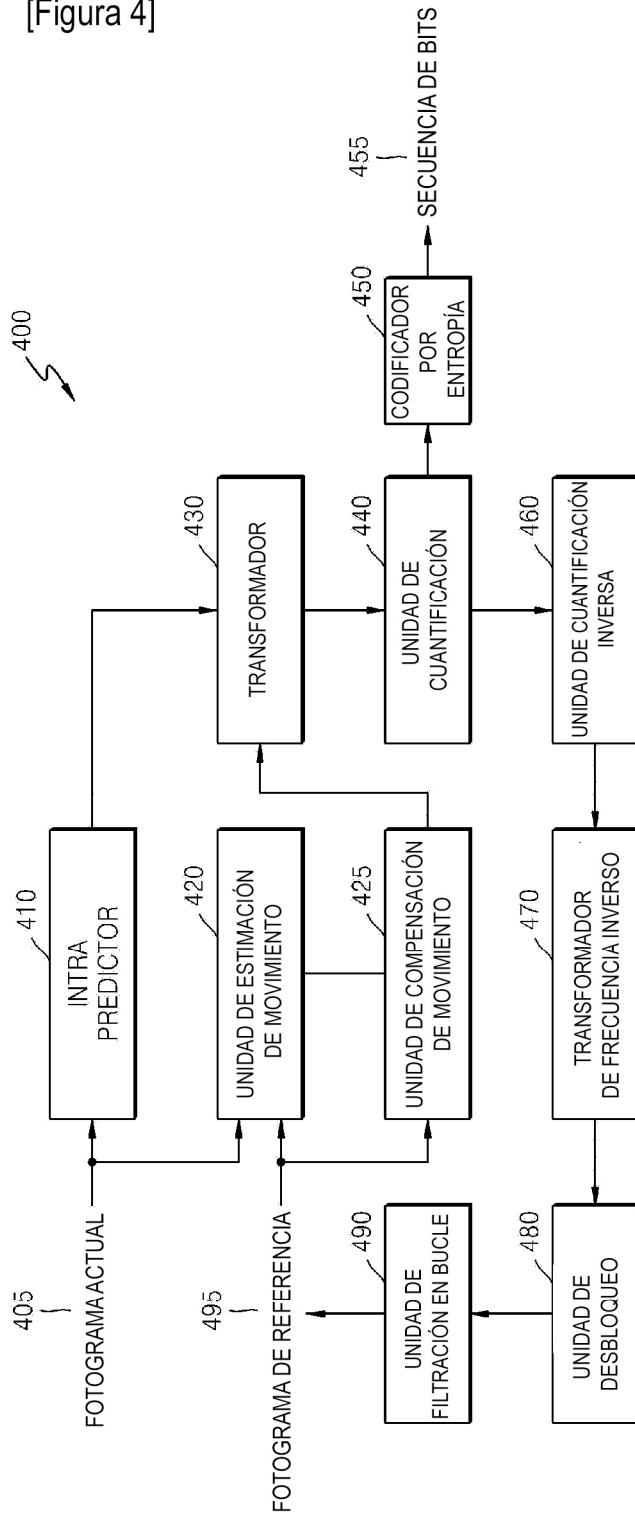 [Figura 4]
400
405
FOTOGRAMA ACTUAL
410
INTRA
PREDICTOR
495
FOTOGRAMA DE REFERENCIA
420
UNIDAD DE ESTIMACIÓN
DE MOVIMIENTO
425
UNIDAD DE COMPENSACIÓN
DE MOVIMIENTO
430
TRANSFORMADOR
440
UNIDAD DE
CUANTIFICACIÓN
450
CODIFICADOR
POR
ENTROPÍA
455
SECUENCIA DE BITS
460
UNIDAD DE CUANTIFICACIÓN
INVERSA
470
TRANSFORMADOR
DE FRECUENCIA INVERSO
480
UNIDAD DE
DESBLOQUEO
490
UNIDAD DE
FILTRACIÓN EN BUCLE